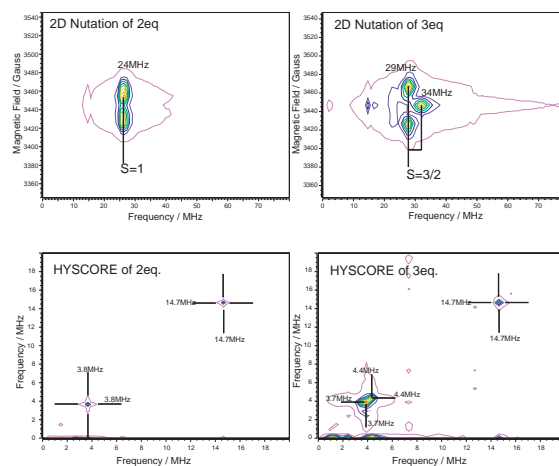 2D Nutation of 2eq
2D Nutation of 3eq
Magnetic Field / Gauss
3540
3520
3500
3480
3460
3440
3420
3400
3380
3360
24MHz
S=1
0 10 20 30 40 50 60 70
Frequency / MHz
Magnetic Field / Gauss
3540
3520
3500
3480
3460
3440
3420
3400
3380
3360
29MHz
34MHz
S=3/2
0 10 20 30 40 50 60 70
Frequency / MHz
HYSCORE of 2eq.
HYSCORE of 3eq.
Frequency / MHz
18
16
14
12
10
8
6
4
2
0
14.7MHz
14.7MHz
3.8MHz
3.8MHz
0 2 4 6 8 10 12 14 16 18
Frequency / MHz
Frequency / MHz
18
16
14
12
10
8
6
4
2
0
14.7MHz
14.7MHz
4.4MHz
3.7MHz
4.4MHz
3.7MHz
0 2 4 6 8 10 12 14 16 18
Frequency / MHz